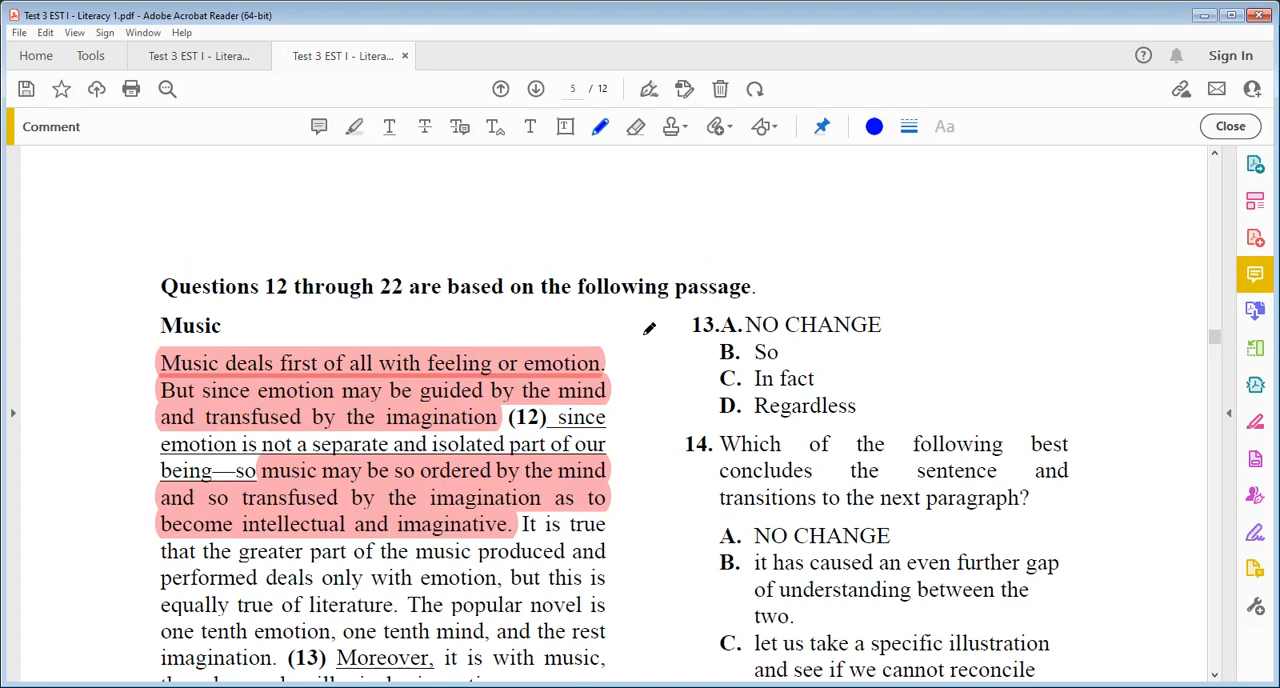 Test 3 EST I - Literacy 1.pdf - Adobe Acrobat Reader (64-bit)
File Edit View Sign Window Help
Home Tools Test 3 EST I - Litera... Test 3 EST I - Litera... × Sign In
5 / 12
Comment Aa Close
Questions 12 through 22 are based on the following passage.
Music
Music deals first of all with feeling or emotion.
But since emotion may be guided by the mind
and transfused by the imagination (12) since
emotion is not a separate and isolated part of our
being—so music may be so ordered by the mind
and so transfused by the imagination as to
become intellectual and imaginative. It is true
that the greater part of the music produced and
performed deals only with emotion, but this is
equally true of literature. The popular novel is
one tenth emotion, one tenth mind, and the rest
imagination. (13) Moreover, it is with music,
13.A. NO CHANGE
B. So
C. In fact
D. Regardless
14. Which of the following best
concludes the sentence and
transitions to the next paragraph?
A. NO CHANGE
B. it has caused an even further gap
of understanding between the
two.
C. let us take a specific illustration
and see if we cannot reconcile